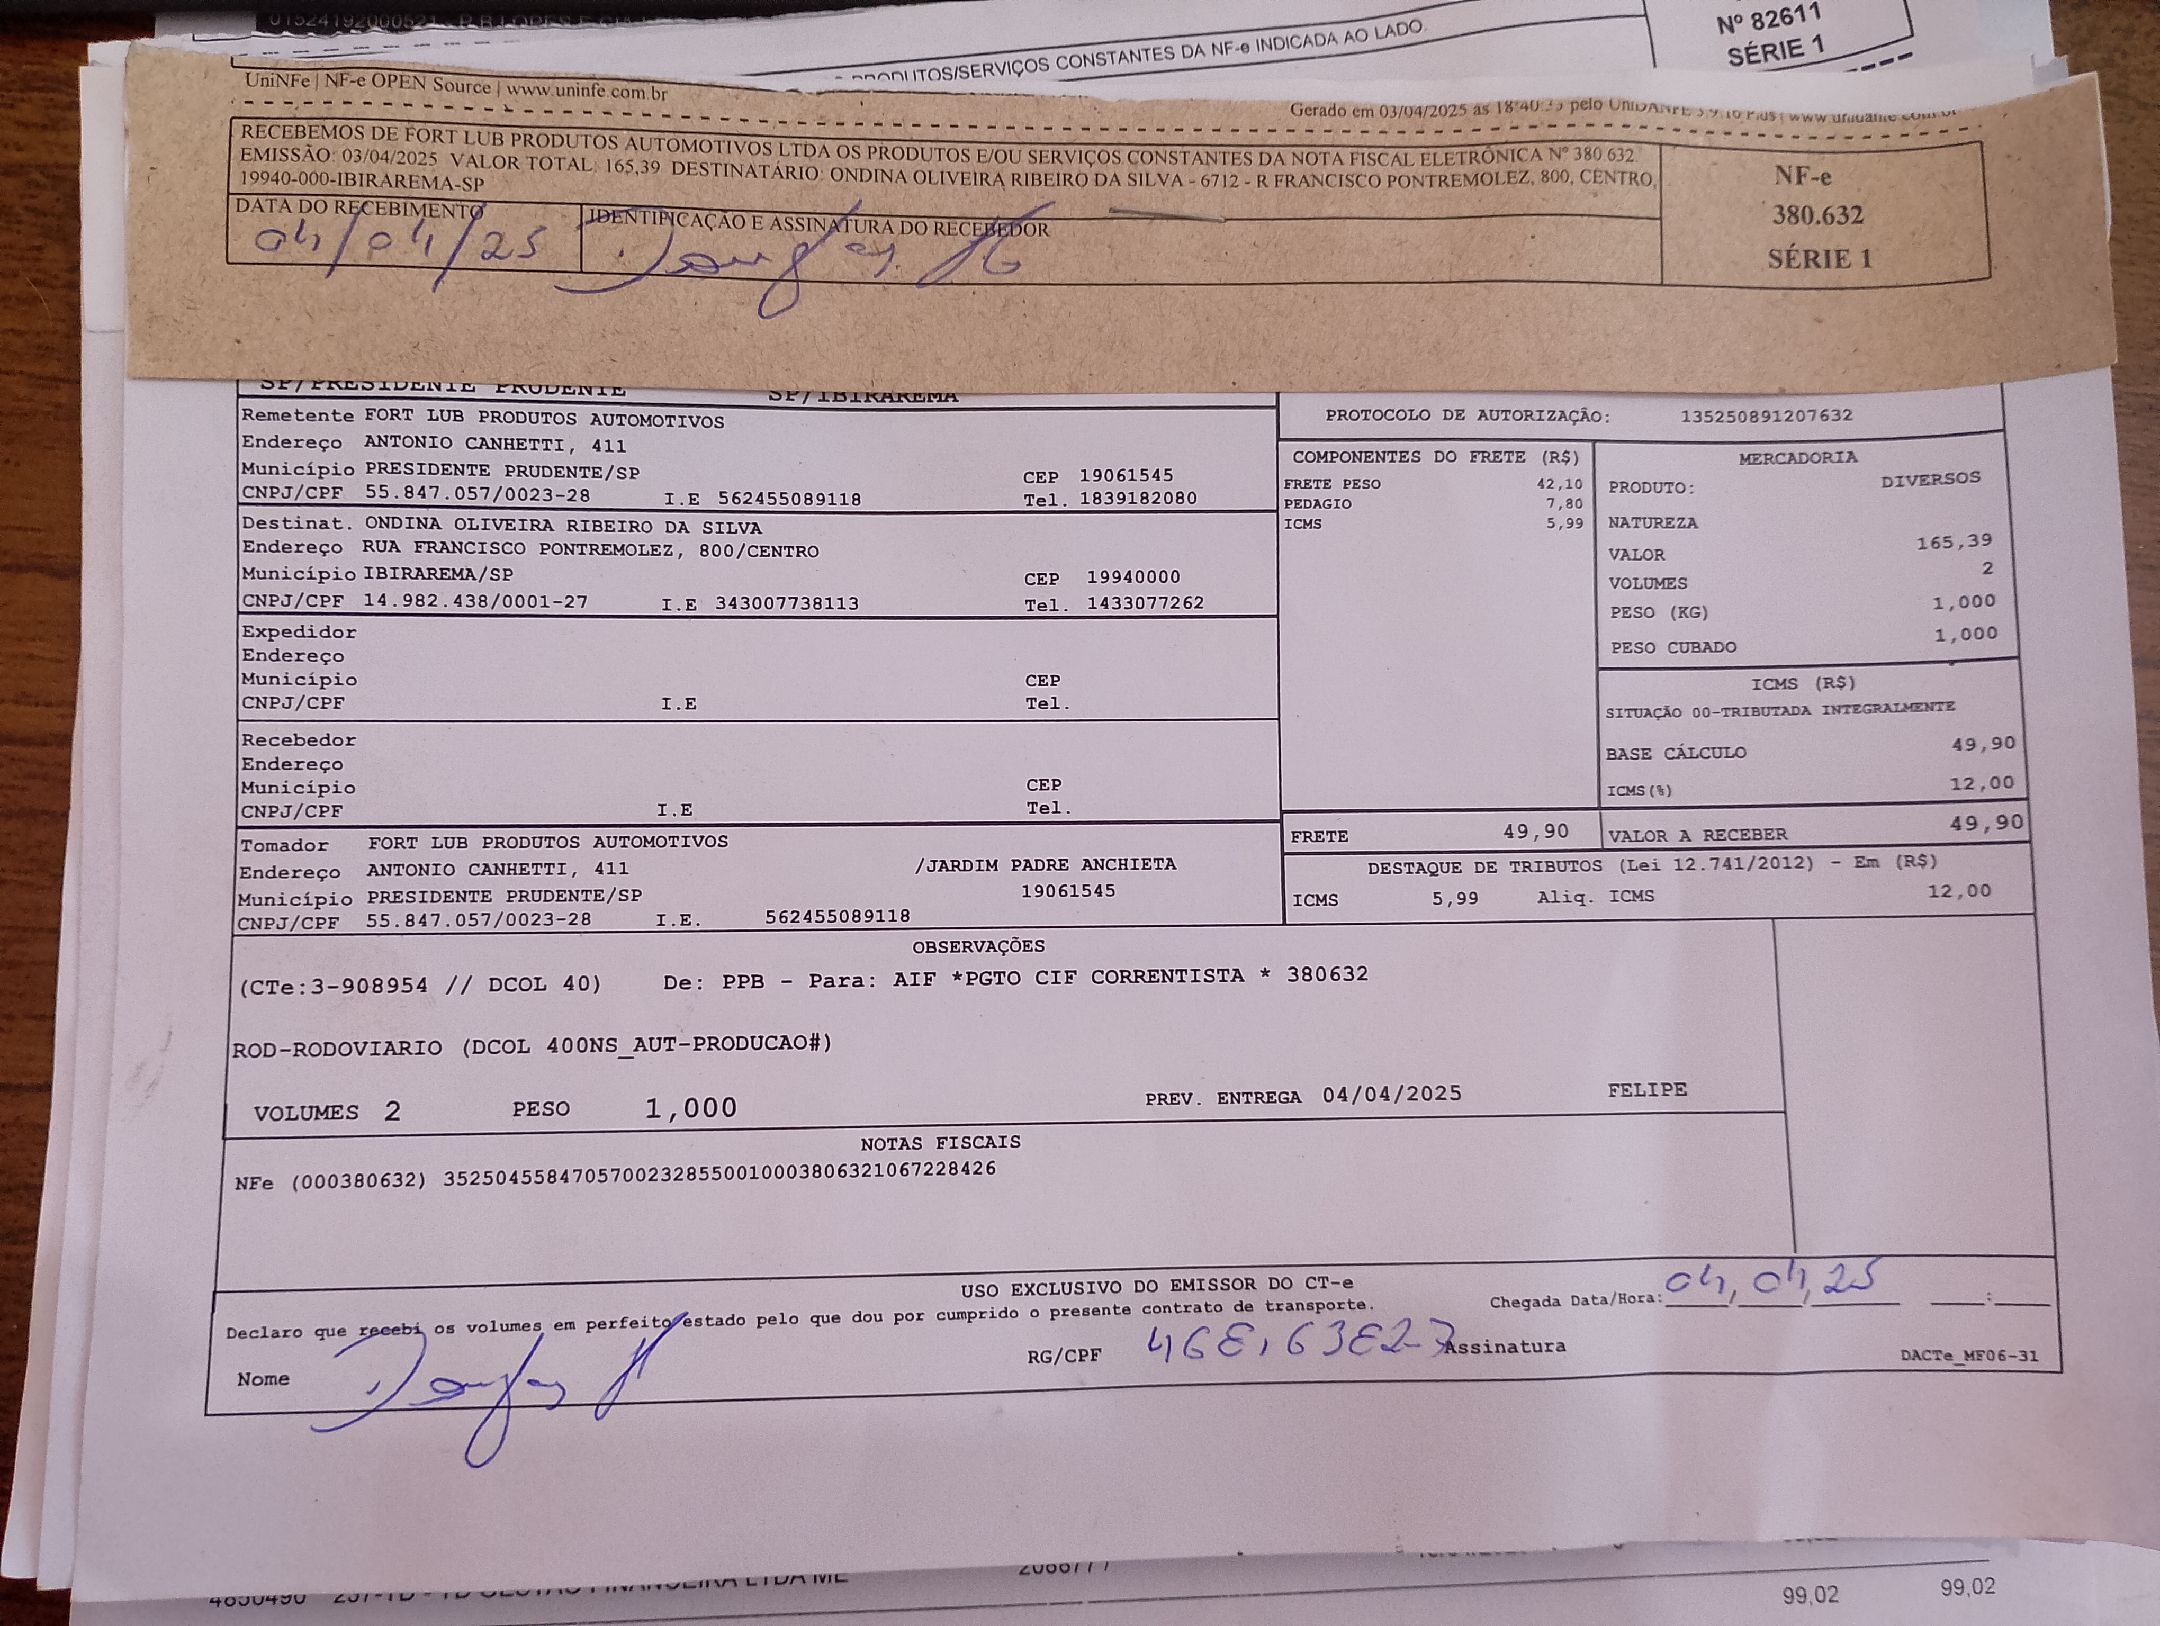 Nº 82611
SÉRIE 1
PRODUTOS/SERVIÇOS CONSTANTES DA NF-e INDICADA AO LADO.
UniNFe | NF-e OPEN Source | www.uninfe.com.br
Gerado em 03/04/2025 às pelo UniDANFE
RECEBEMOS DE FORT LUB PRODUTOS AUTOMOTIVOS LTDA OS PRODUTOS E/OU SERVIÇOS CONSTANTES DA NOTA FISCAL ELETRÔNICA Nº 380.632.
EMISSÃO: 03/04/2025 VALOR TOTAL: 165,39 DESTINATÁRIO: ONDINA OLIVEIRA RIBEIRO DA SILVA - 6712 - R FRANCISCO PONTREMOLEZ, 800, CENTRO,
19940-000-IBIRAREMA-SP
NF-e
380.632
SÉRIE 1
DATA DO RECEBIMENTO
IDENTIFICAÇÃO E ASSINATURA DO RECEBEDOR
04/04/25
SP/PRESIDENTE PRUDENTE SP/IBIRAREMA
Remetente FORT LUB PRODUTOS AUTOMOTIVOS
Endereço ANTONIO CANHETTI, 411
Município PRESIDENTE PRUDENTE/SP CEP 19061545
CNPJ/CPF 55.847.057/0023-28 I.E 562455089118 Tel. 1839182080
Destinat. ONDINA OLIVEIRA RIBEIRO DA SILVA
Endereço RUA FRANCISCO PONTREMOLEZ, 800/CENTRO
Município IBIRAREMA/SP CEP 19940000
CNPJ/CPF 14.982.438/0001-27 I.E 343007738113 Tel. 1433077262
Expedidor
Endereço
Município CEP
CNPJ/CPF I.E Tel.
Recebedor
Endereço
Município CEP
CNPJ/CPF I.E Tel.
Tomador FORT LUB PRODUTOS AUTOMOTIVOS
Endereço ANTONIO CANHETTI, 411 /JARDIM PADRE ANCHIETA
Município PRESIDENTE PRUDENTE/SP 19061545
CNPJ/CPF 55.847.057/0023-28 I.E. 562455089118
PROTOCOLO DE AUTORIZAÇÃO: 135250891207632
COMPONENTES DO FRETE (R$)
FRETE PESO 42,10
PEDAGIO 7,80
ICMS 5,99
MERCADORIA
PRODUTO: DIVERSOS
NATUREZA
VALOR 165,39
VOLUMES 2
PESO (KG) 1,000
PESO CUBADO 1,000
ICMS (R$)
SITUAÇÃO 00-TRIBUTADA INTEGRALMENTE
BASE CÁLCULO 49,90
ICMS(%) 12,00
FRETE 49,90 VALOR A RECEBER 49,90
DESTAQUE DE TRIBUTOS (Lei 12.741/2012) - Em (R$)
ICMS 5,99 Aliq. ICMS 12,00
OBSERVAÇÕES
(CTe:3-908954 // DCOL 40) De: PPB - Para: AIF *PGTO CIF CORRENTISTA * 380632
ROD-RODOVIARIO (DCOL 400NS_AUT-PRODUCAO#)
VOLUMES 2 PESO 1,000 PREV. ENTREGA 04/04/2025 FELIPE
NOTAS FISCAIS
NFe (000380632) 35250455847057002328550010003806321067228426
USO EXCLUSIVO DO EMISSOR DO CT-e
Chegada Data/Hora: 04, 04, 25 :
Declaro que recebi os volumes em perfeito estado pelo que dou por cumprido o presente contrato de transporte.
Nome RG/CPF Assinatura
DACTe_MF06-31
99,02 99,02